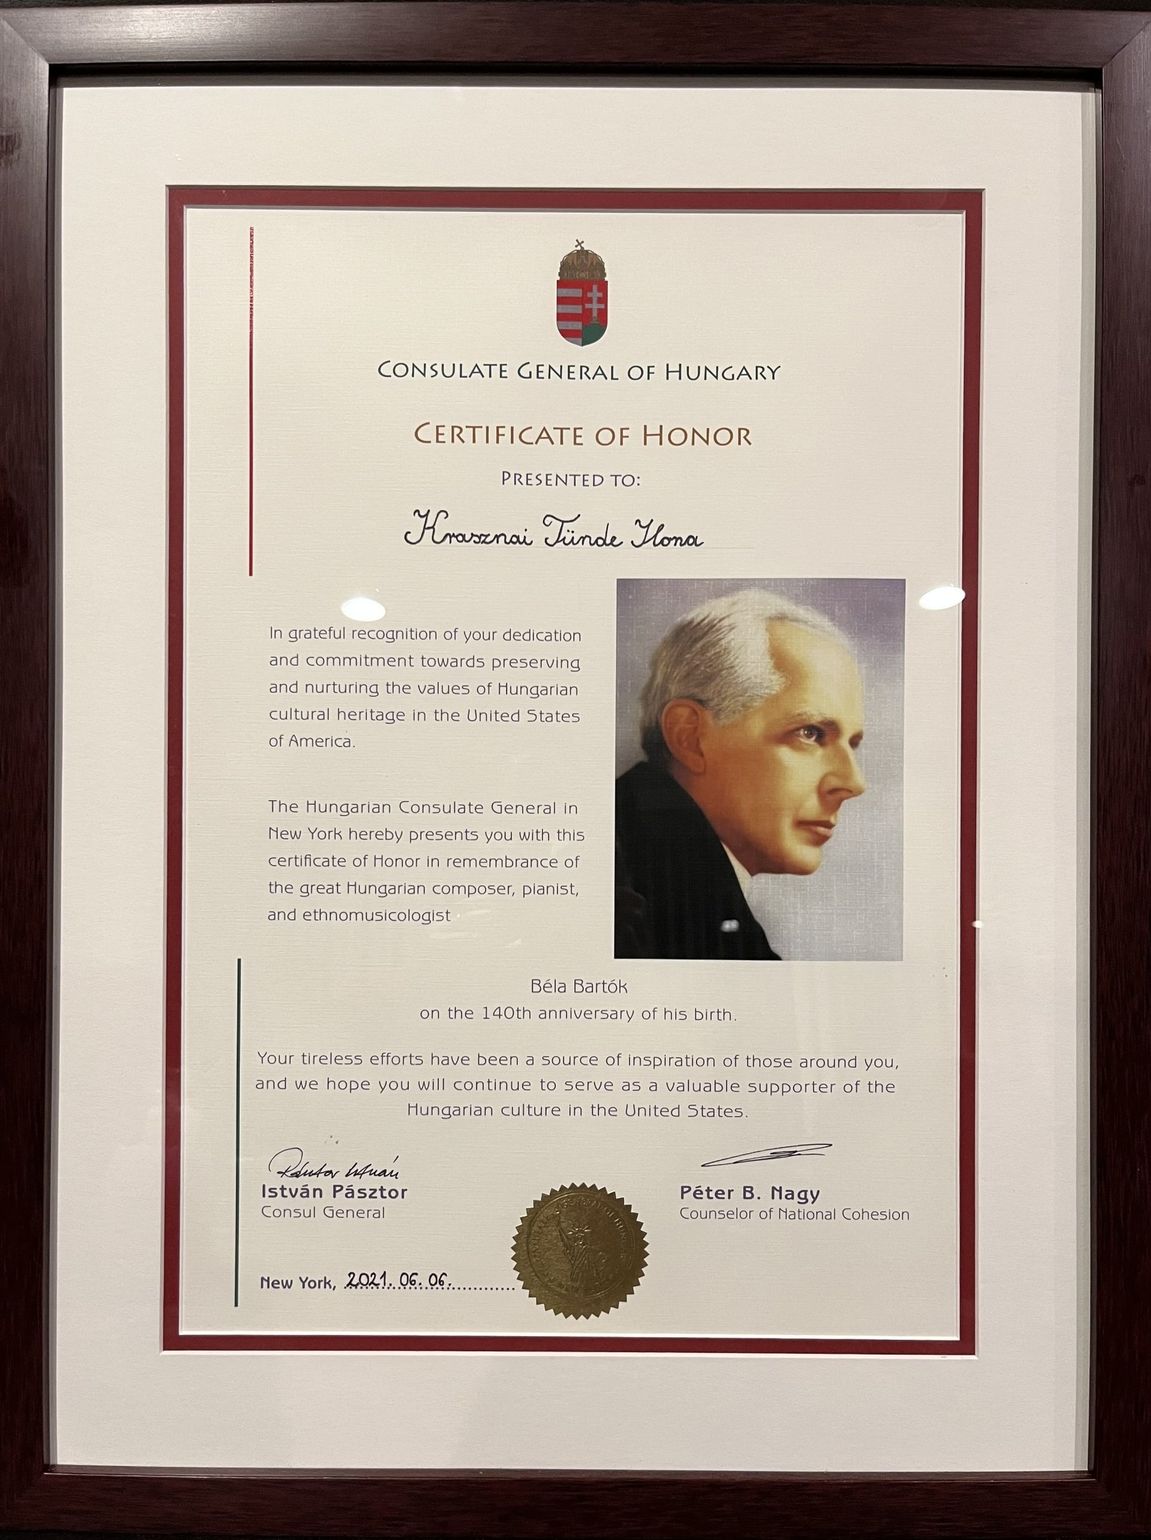 CONSULATE GENERAL OF HUNGARY
CERTIFICATE OF HONOR
PRESENTED TO:
Krasznai Tünde Ilona
In grateful recognition of your dedication
and commitment towards preserving
and nurturing the values of Hungarian
cultural heritage in the United States
of America.
The Hungarian Consulate General in
New York hereby presents you with this
certificate of Honor in remembrance of
the great Hungarian composer, pianist,
and ethnomusicologist
Béla Bartók
on the 140th anniversary of his birth.
Your tireless efforts have been a source of inspiration of those around you,
and we hope you will continue to serve as a valuable supporter of the
Hungarian culture in the United States.
Pásztor István
István Pásztor
Consul General
Péter B. Nagy
Counselor of National Cohesion
New York, 2021. 06. 06.